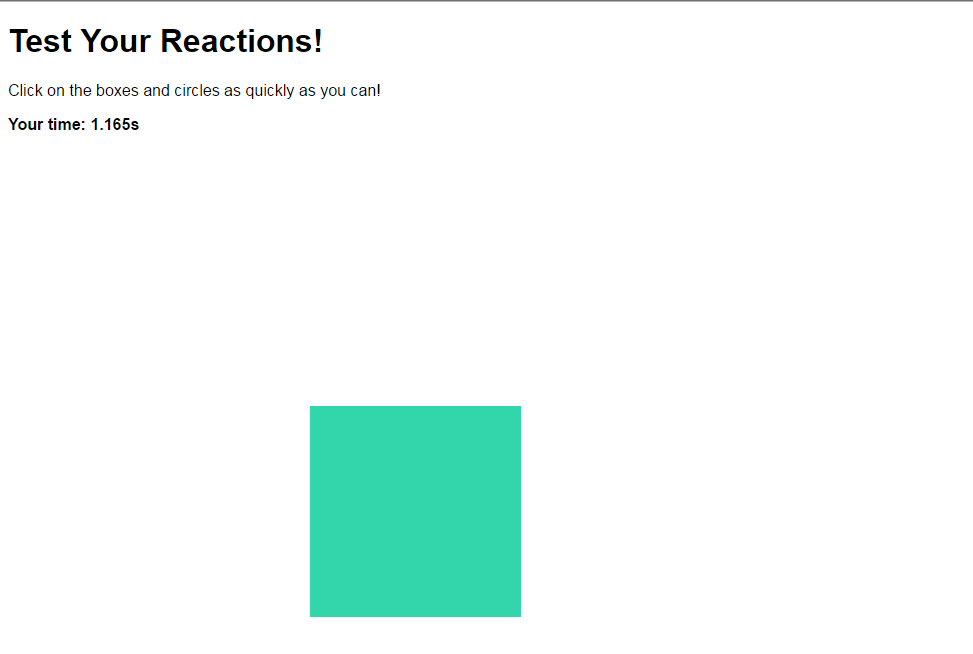 Test Your Reactions!
Click on the boxes and circles as quickly as you can!
Your time: 1.165s